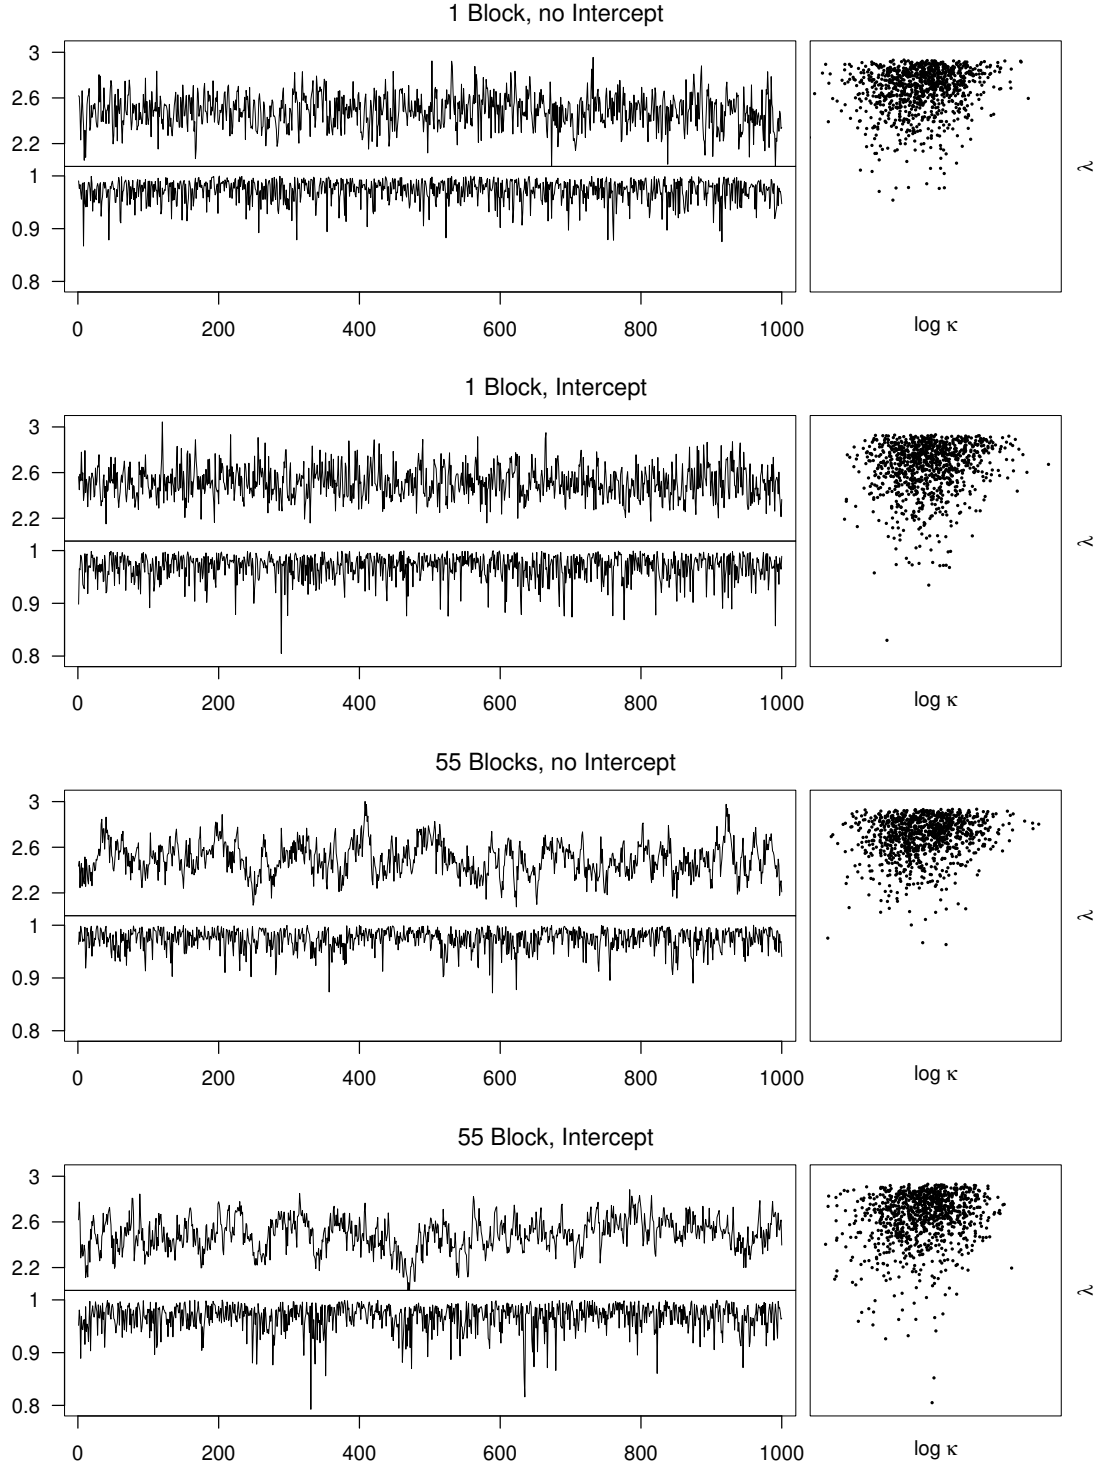 1 Block, no Intercept
3
2.6
2.2
1
0.9
0.8
0 200 400 600 800 1000
log κ
λ
1 Block, Intercept
3
2.6
2.2
1
0.9
0.8
0 200 400 600 800 1000
log κ
λ
55 Blocks, no Intercept
3
2.6
2.2
1
0.9
0.8
0 200 400 600 800 1000
log κ
λ
55 Block, Intercept
3
2.6
2.2
1
0.9
0.8
0 200 400 600 800 1000
log κ
λ